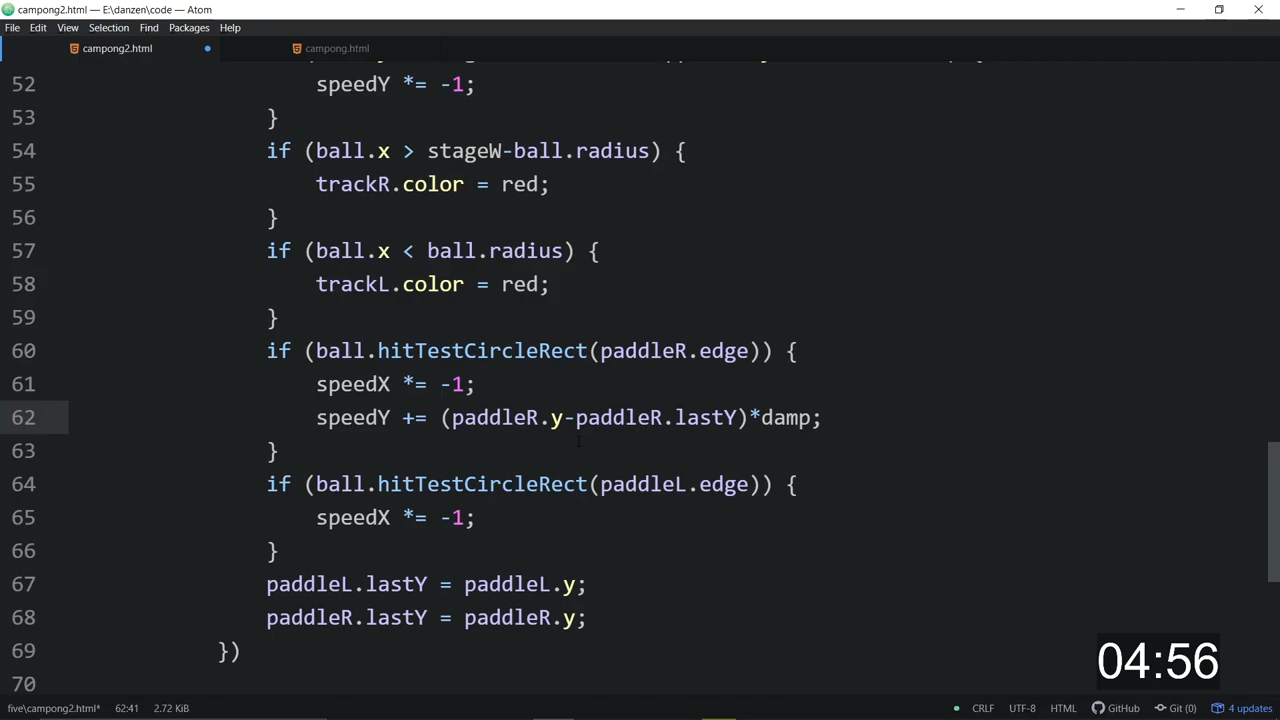 campong2.html — E:\danzen\code — Atom
File Edit View Selection Find Packages Help
campong2.html campong.html
52 speedY *= -1;
53 }
54 if (ball.x > stageW-ball.radius) {
55 trackR.color = red;
56 }
57 if (ball.x < ball.radius) {
58 trackL.color = red;
59 }
60 if (ball.hitTestCircleRect(paddleR.edge)) {
61 speedX *= -1;
62 speedY += (paddleR.y-paddleR.lastY)*damp;
63 }
64 if (ball.hitTestCircleRect(paddleL.edge)) {
65 speedX *= -1;
66 }
67 paddleL.lastY = paddleL.y;
68 paddleR.lastY = paddleR.y;
69 })
70
04:56
five\campong2.html* 62:41 2.72 KiB CRLF UTF-8 HTML GitHub Git (0) 4 updates